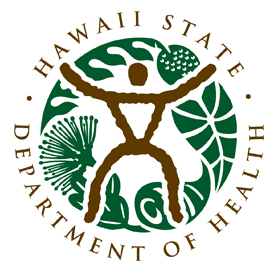 · HAWAII STATE ·
DEPARTMENT OF HEALTH